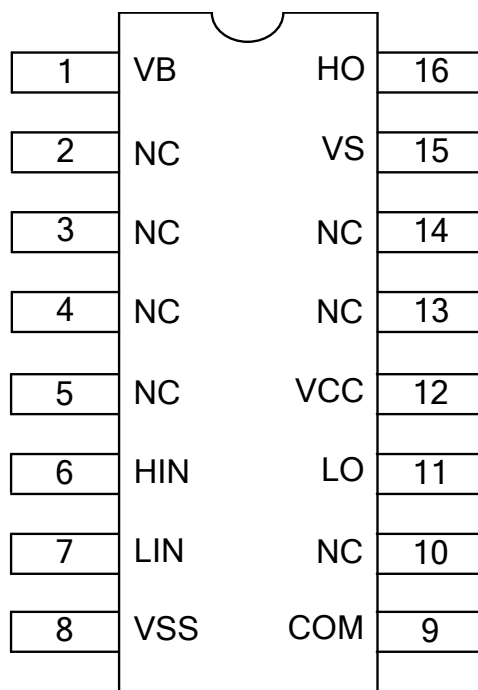 1 VB HO 16
2 NC VS 15
3 NC NC 14
4 NC NC 13
5 NC VCC 12
6 HIN LO 11
7 LIN NC 10
8 VSS COM 9